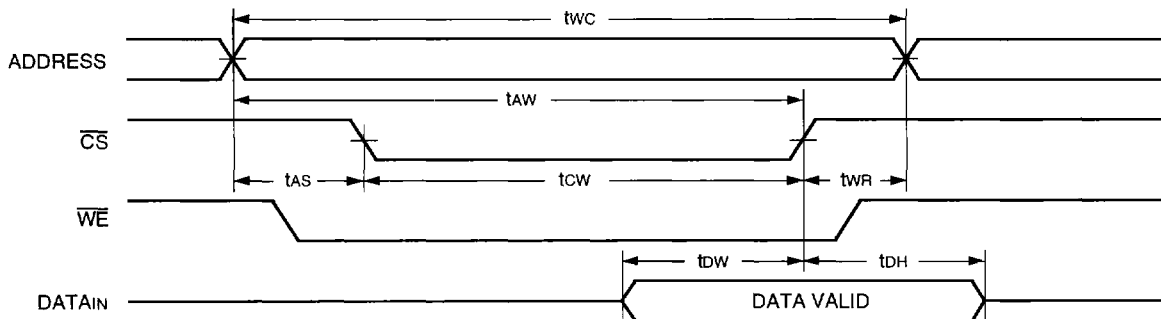 tWC
ADDRESS
tAW
CS
tAS tCW tWR
WE
tDW tDH
DATAIN DATA VALID